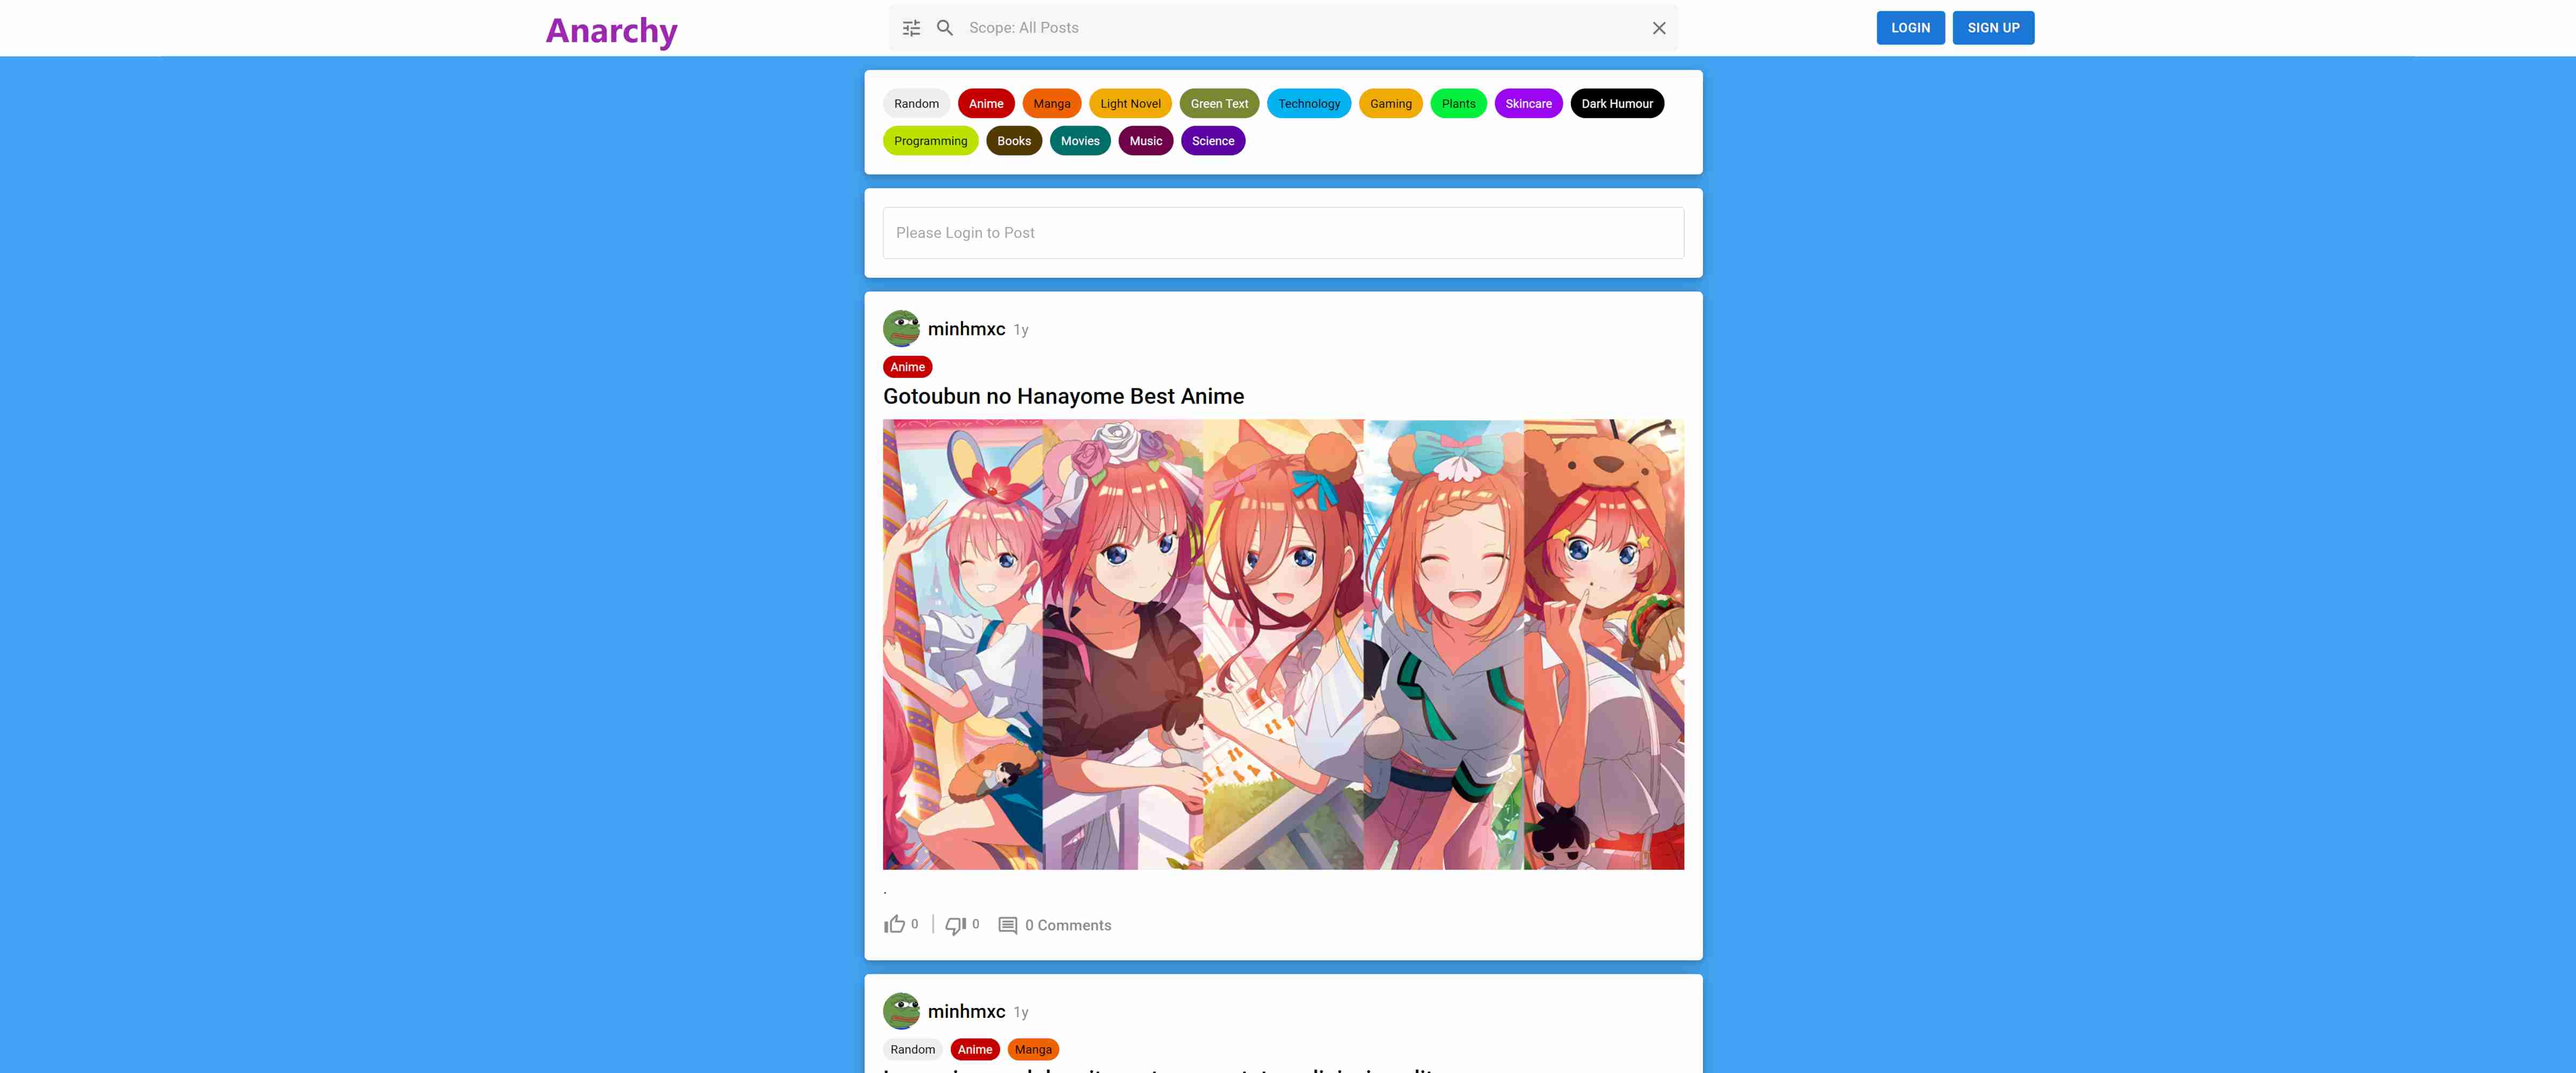 Anarchy
Scope: All Posts
LOGIN SIGN UP
Random Anime Manga Light Novel Green Text Technology Gaming Plants Skincare Dark Humour
Programming Books Movies Music Science
Please Login to Post
minhmxc 1y
Anime
Gotoubun no Hanayome Best Anime
.
0 0 0 Comments
minhmxc 1y
Random Anime Manga